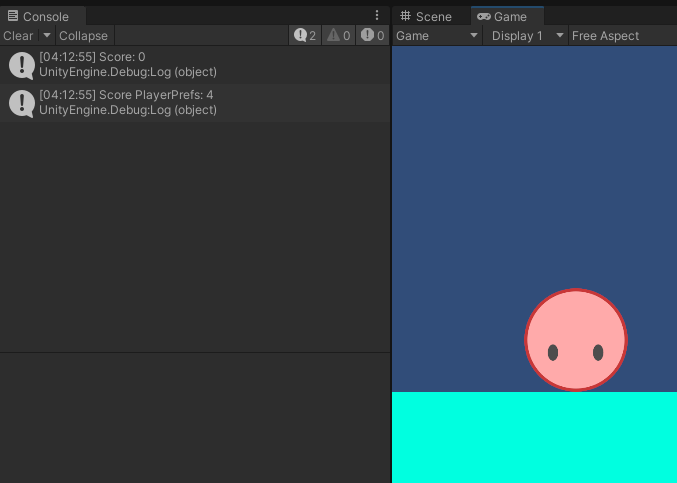 Console
Clear Collapse 2 0 0
[04:12:55] Score: 0
UnityEngine.Debug:Log (object)
[04:12:55] Score PlayerPrefs: 4
UnityEngine.Debug:Log (object)
Scene Game
Game Display 1 Free Aspect